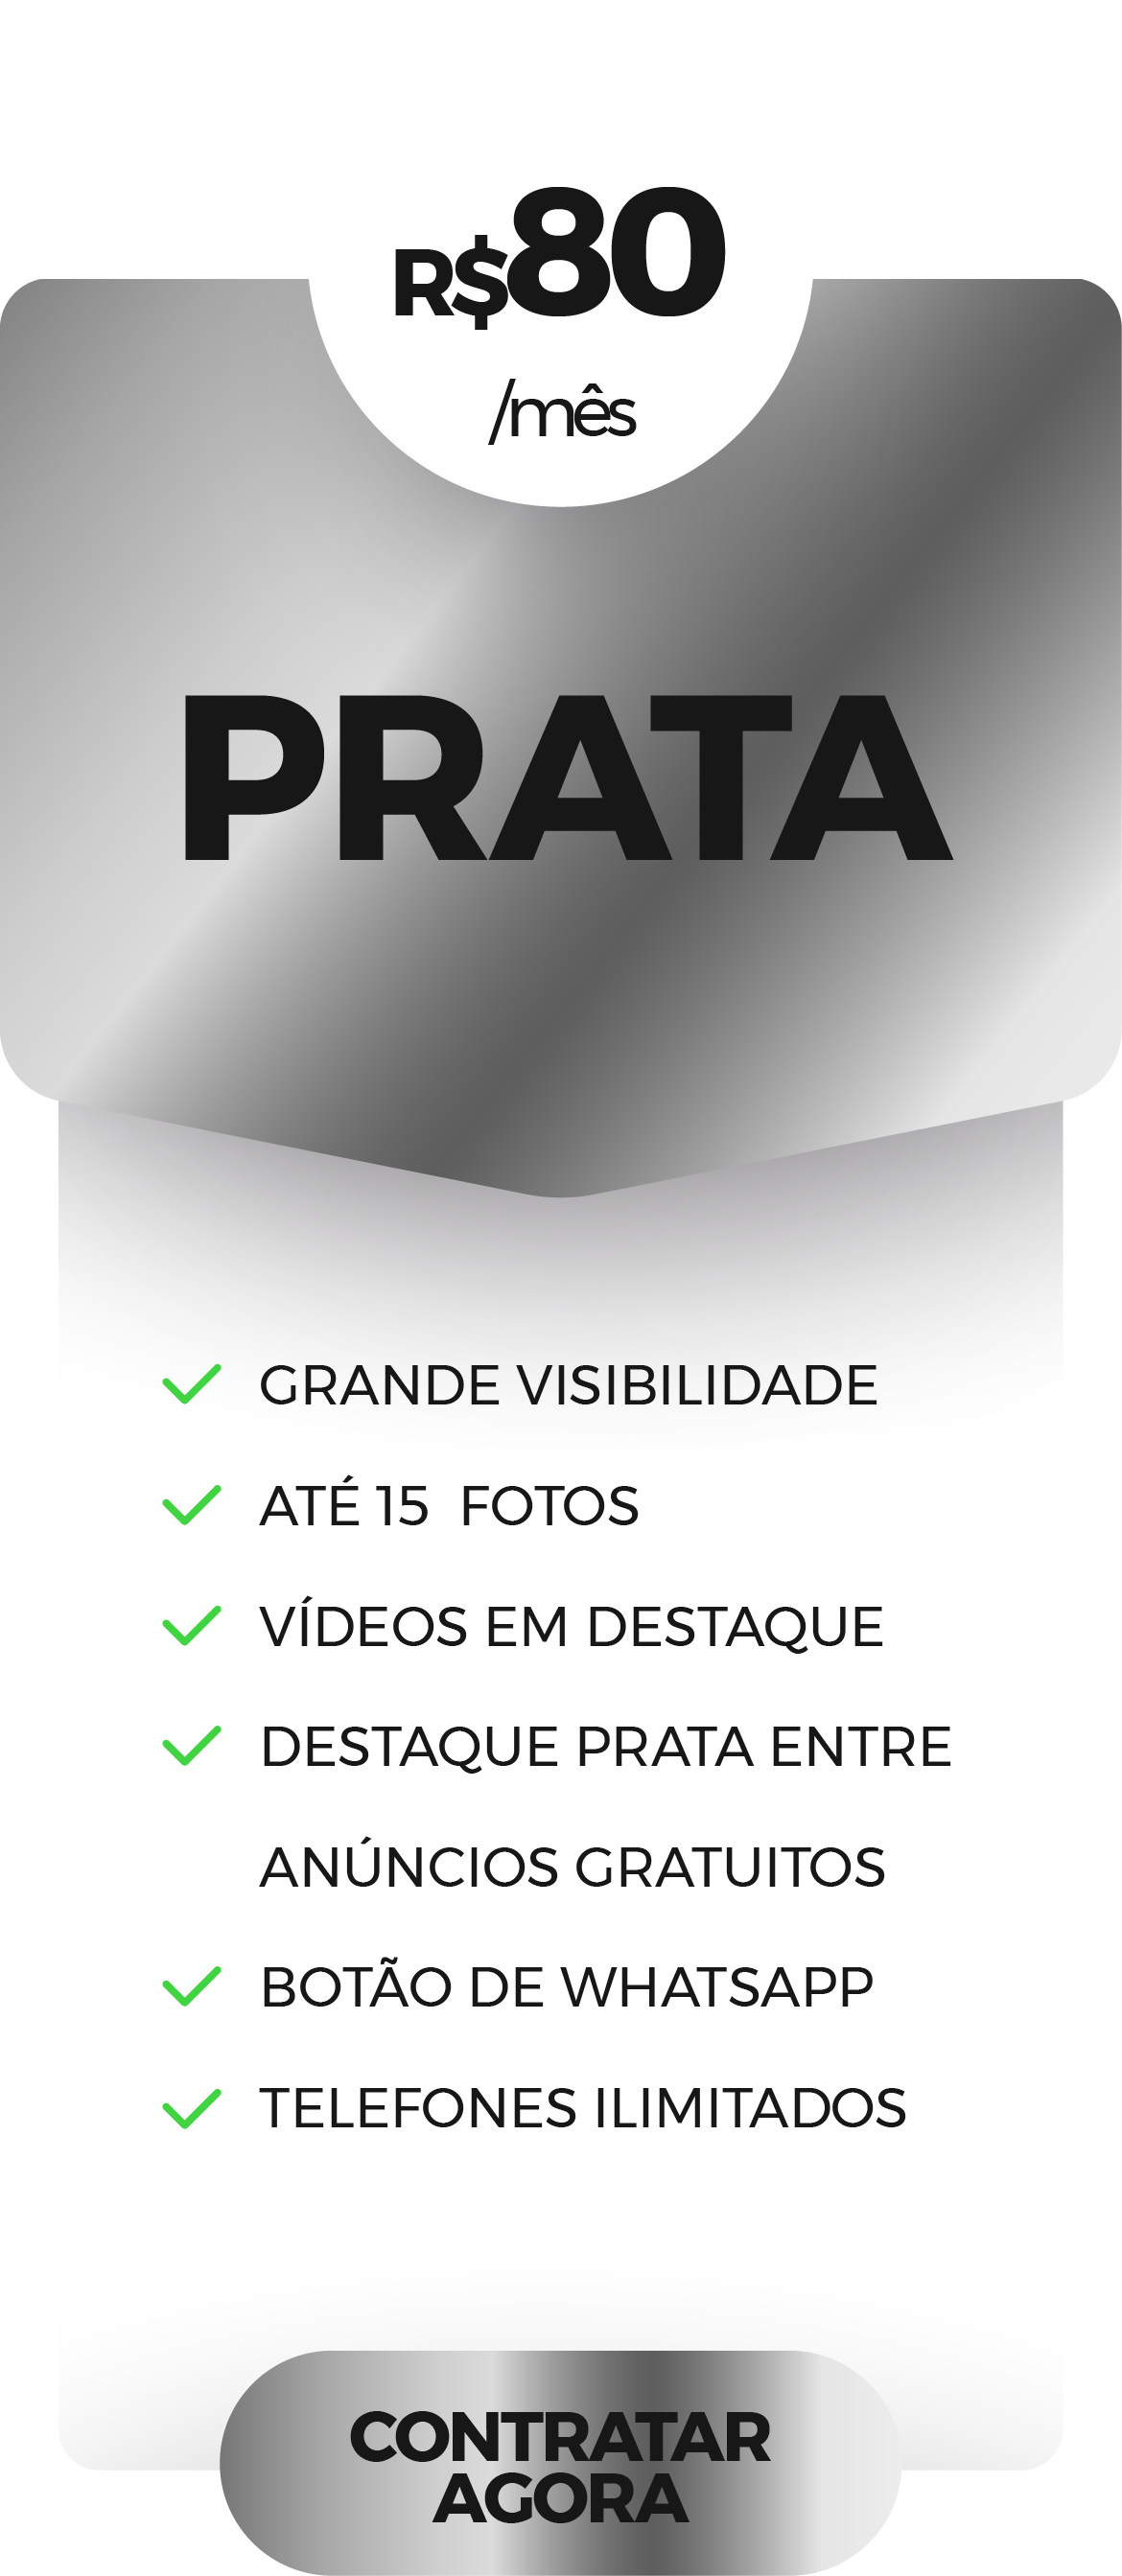 R$80
/mês
PRATA
GRANDE VISIBILIDADE
ATÉ 15  FOTOS
VÍDEOS EM DESTAQUE
DESTAQUE PRATA ENTRE
ANÚNCIOS GRATUITOS
BOTÃO DE WHATSAPP
TELEFONES ILIMITADOS
CONTRATAR
AGORA